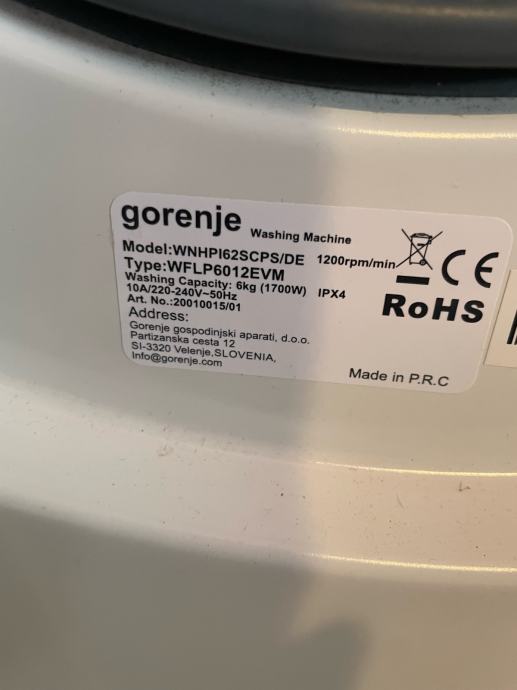 gorenje Washing Machine
Model:WNHPI62SCPS/DE 1200rpm/min
Type:WFLP6012EVM
Washing Capacity: 6kg (1700W) IPX4
10A/220-240V~50Hz
Art. No.:20010015/01
CE
RoHS
Address:
Gorenje gospodinjski aparati, d.o.o.
Partizanska cesta 12
SI-3320 Velenje,SLOVENIA,
Info@gorenje.com
Made in P.R.C